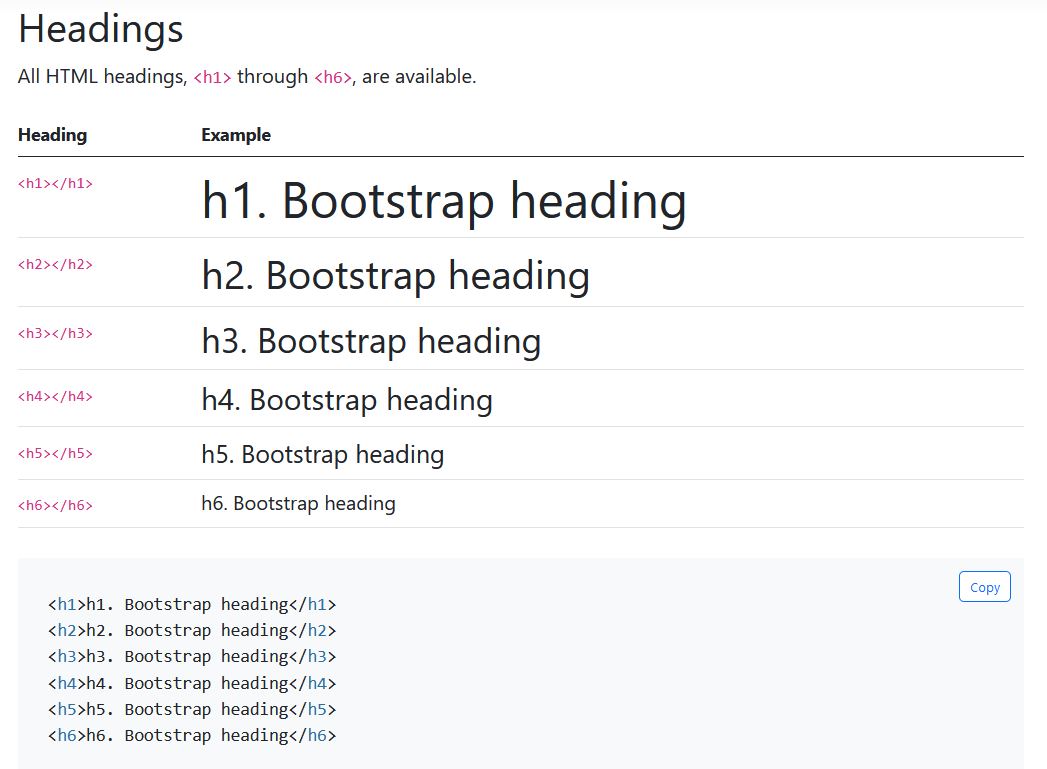 Headings
All HTML headings, <h1> through <h6>, are available.
Heading Example
<h1></h1> h1. Bootstrap heading
<h2></h2> h2. Bootstrap heading
<h3></h3> h3. Bootstrap heading
<h4></h4> h4. Bootstrap heading
<h5></h5> h5. Bootstrap heading
<h6></h6> h6. Bootstrap heading
Copy
<h1>h1. Bootstrap heading</h1>
<h2>h2. Bootstrap heading</h2>
<h3>h3. Bootstrap heading</h3>
<h4>h4. Bootstrap heading</h4>
<h5>h5. Bootstrap heading</h5>
<h6>h6. Bootstrap heading</h6>